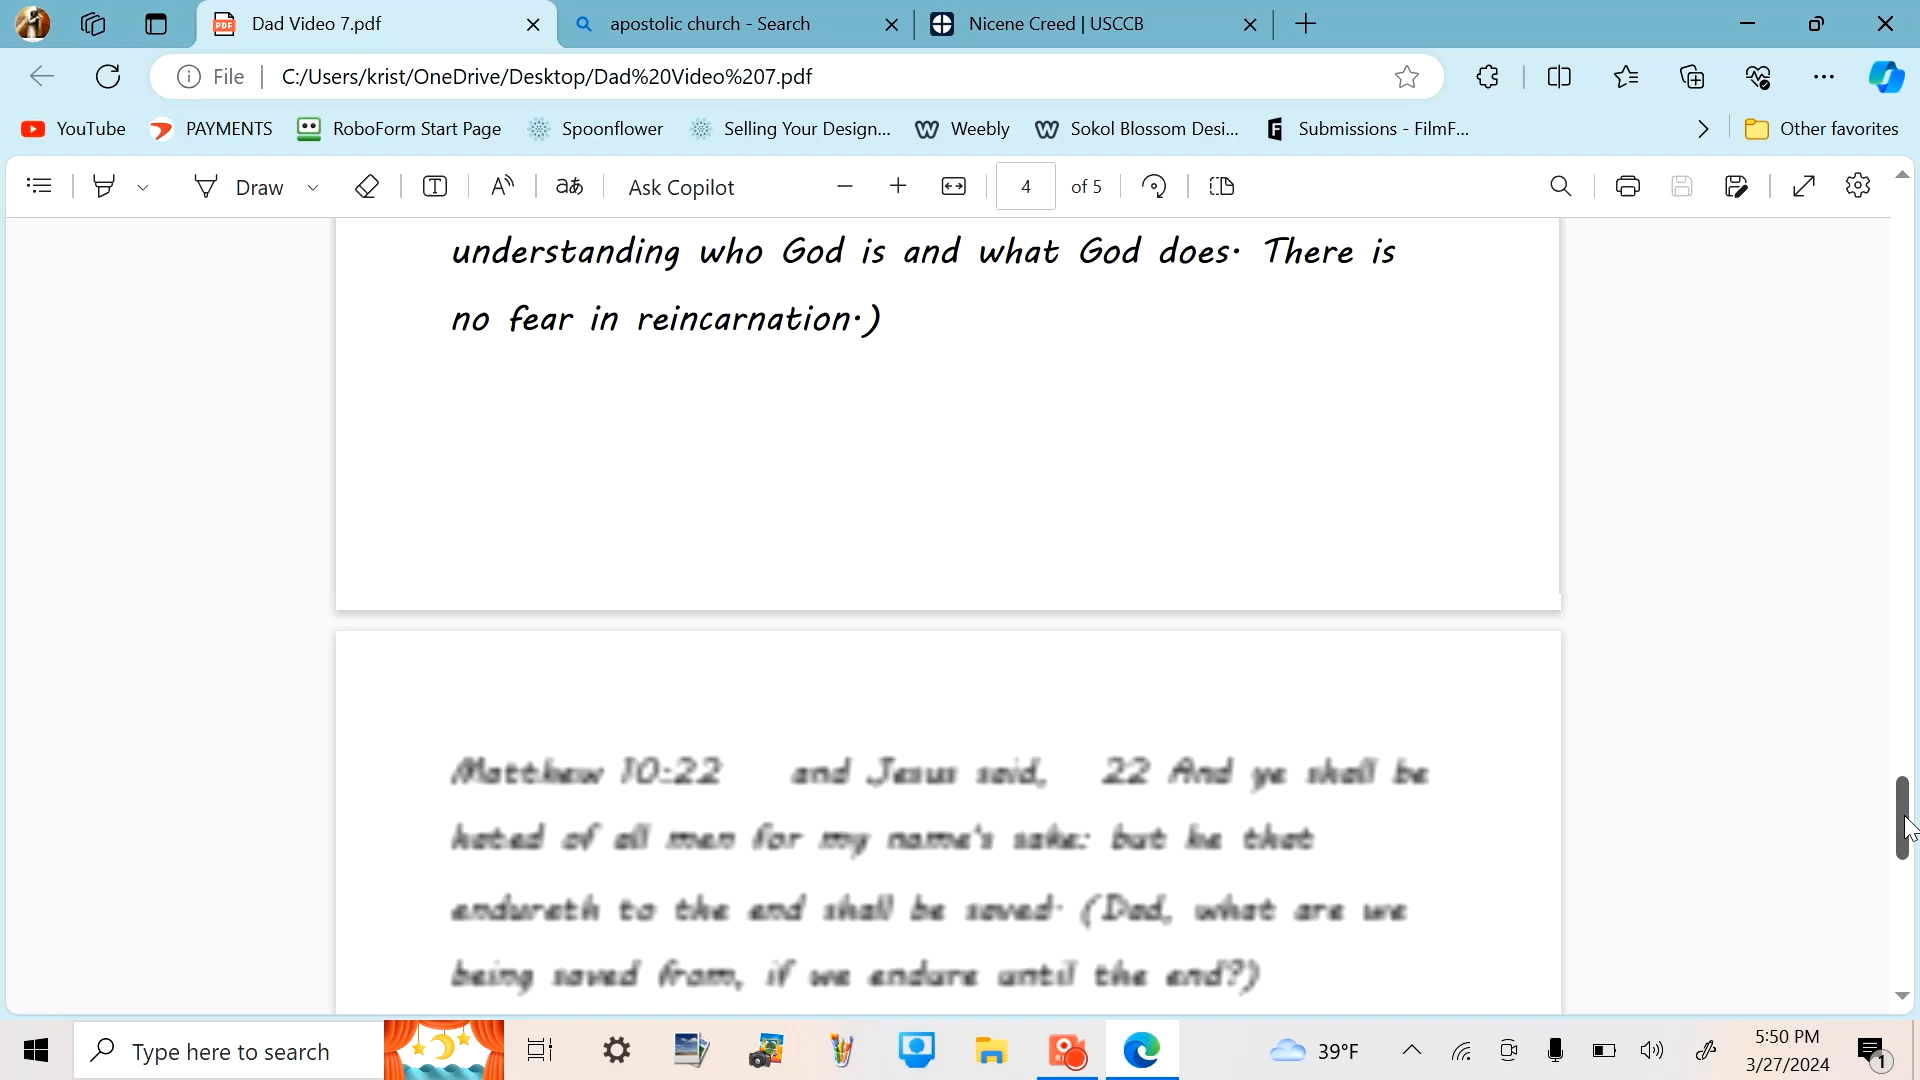 Dad Video 7.pdf
apostolic church - Search
Nicene Creed | USCCB
File
C:/Users/krist/OneDrive/Desktop/Dad%20Video%207.pdf
YouTube
PAYMENTS
RoboForm Start Page
Spoonflower
Selling Your Design...
Weebly
Sokol Blossom Desi...
Submissions - FilmF...
Other favorites
Draw
Ask Copilot
4 of 5
understanding who God is and what God does. There is
no fear in reincarnation.)
Matthew 10:22 and Jesus said, 22 And ye shall be
hated of all men for my name's sake: but he that
endureth to the end shall be saved. (Dad, what are we
being saved from, if we endure until the end?)
Type here to search
39°F
5:50 PM
3/27/2024
1